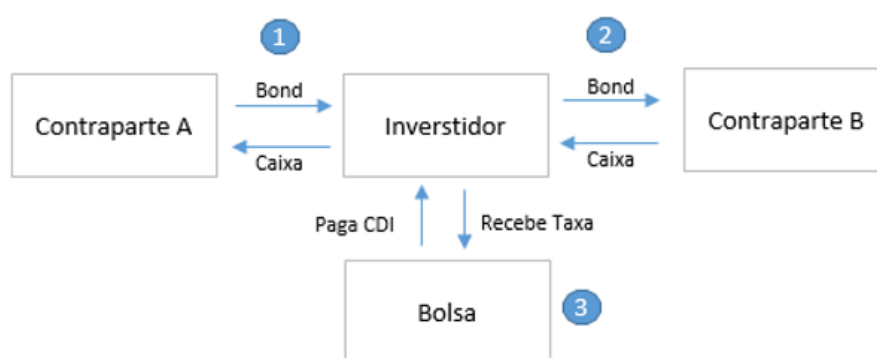 1
2
Bond
Bond
Contraparte A
Inverstidor
Contraparte B
Caixa
Caixa
Paga CDI
Recebe Taxa
Bolsa
3